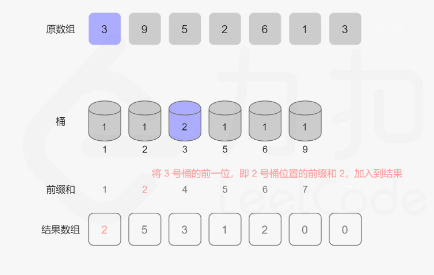 原数组 3 9 5 2 6 1 3
桶 1 1 2 1 1 1
1 2 3 5 6 9
将 3 号桶的前一位，即 2 号桶位置的前缀和 2，加入到结果
前缀和 1 2 4 5 6 7
结果数组 2 5 3 1 2 0 0
力扣
LeetCode